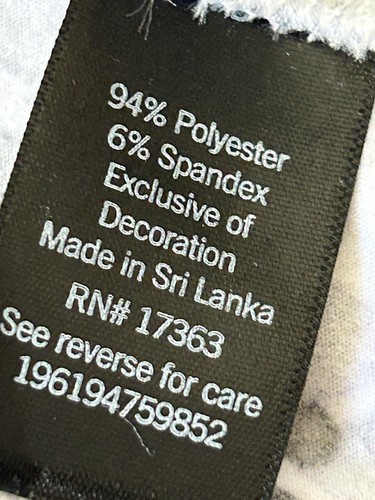 94% Polyester
6% Spandex
Exclusive of
Decoration
Made in Sri Lanka
RN# 17363
See reverse for care
196194759852